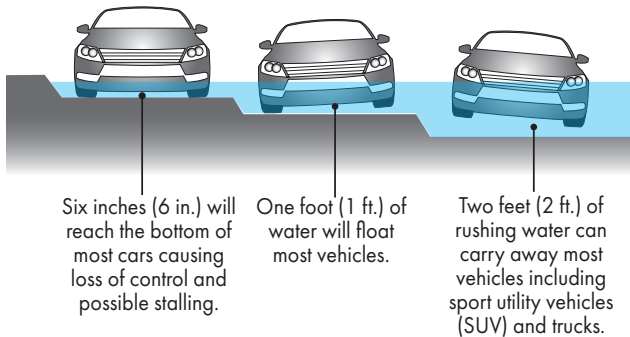 Six inches (6 in.) will
reach the bottom of
most cars causing
loss of control and
possible stalling.
One foot (1 ft.) of
water will float
most vehicles.
Two feet (2 ft.) of
rushing water can
carry away most
vehicles including
sport utility vehicles
(SUV) and trucks.